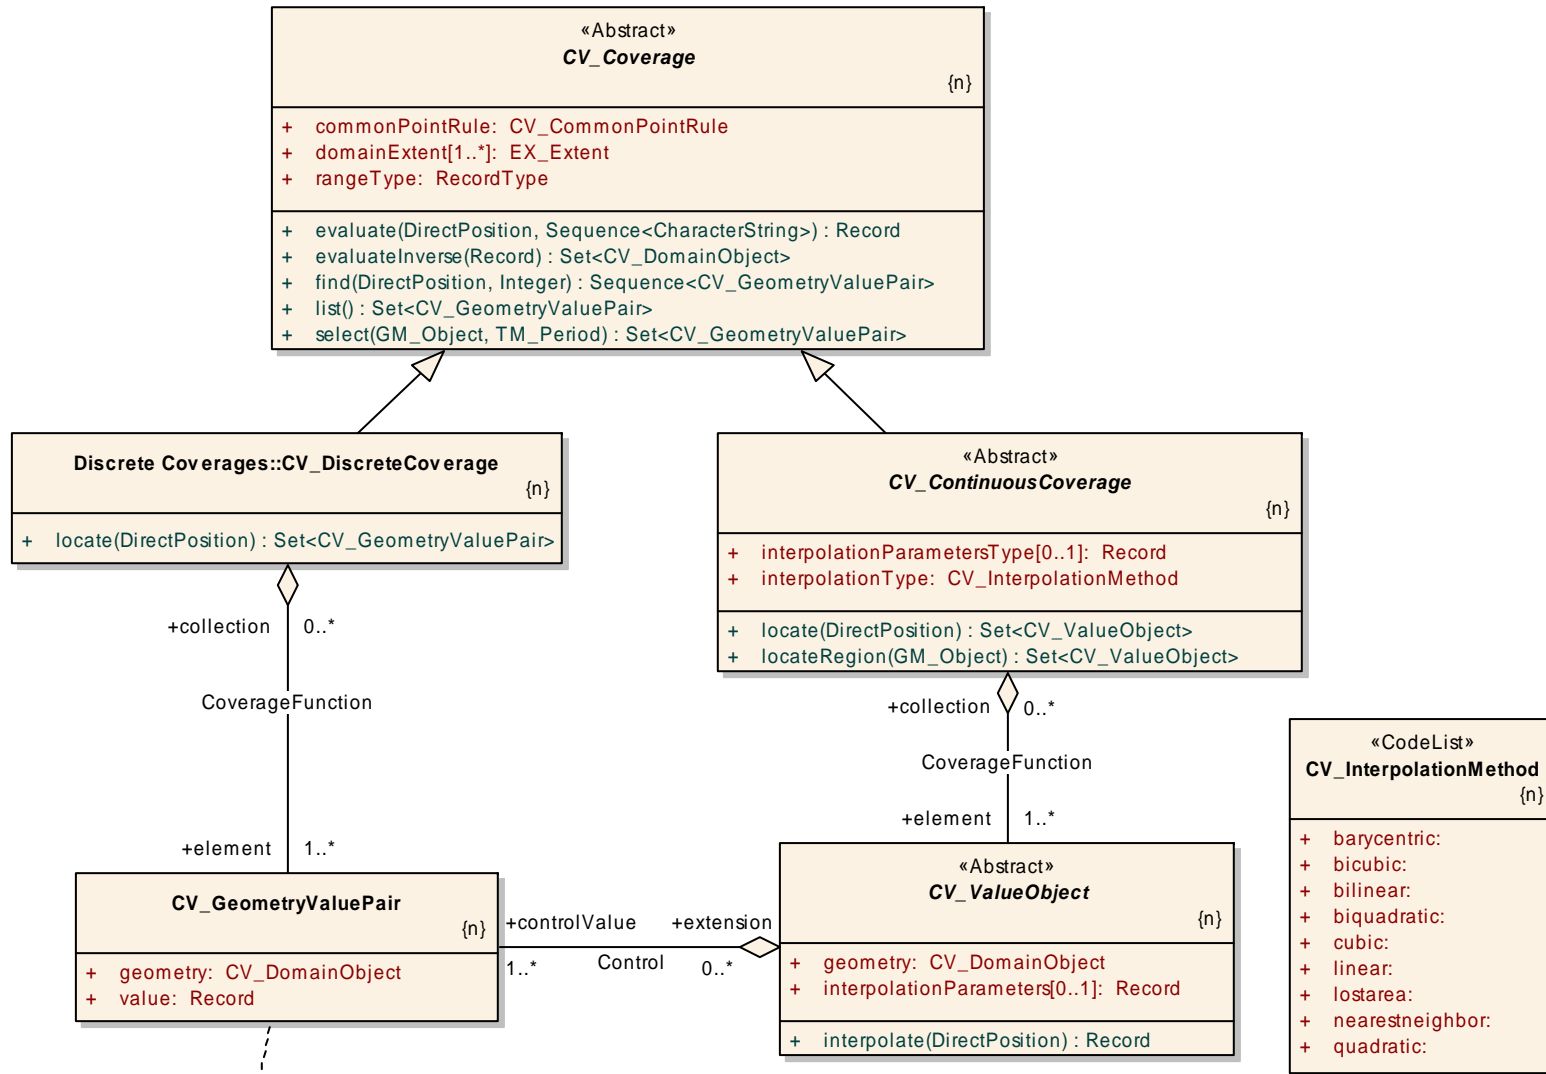 «Abstract»
CV_Coverage
{n}
+ commonPointRule: CV_CommonPointRule
+ domainExtent[1..*]: EX_Extent
+ rangeType: RecordType
+ evaluate(DirectPosition, Sequence<CharacterString>) : Record
+ evaluateInverse(Record) : Set<CV_DomainObject>
+ find(DirectPosition, Integer) : Sequence<CV_GeometryValuePair>
+ list() : Set<CV_GeometryValuePair>
+ select(GM_Object, TM_Period) : Set<CV_GeometryValuePair>
Discrete Coverages::CV_DiscreteCoverage
{n}
+ locate(DirectPosition) : Set<CV_GeometryValuePair>
«Abstract»
CV_ContinuousCoverage
{n}
+ interpolationParametersType[0..1]: Record
+ interpolationType: CV_InterpolationMethod
+ locate(DirectPosition) : Set<CV_ValueObject>
+ locateRegion(GM_Object) : Set<CV_ValueObject>
+collection 0..*
CoverageFunction
+element 1..*
+collection 0..*
CoverageFunction
+element 1..*
CV_GeometryValuePair
{n}
+ geometry: CV_DomainObject
+ value: Record
+controlValue +extension
1..* Control 0..*
«Abstract»
CV_ValueObject
{n}
+ geometry: CV_DomainObject
+ interpolationParameters[0..1]: Record
+ interpolate(DirectPosition) : Record
«CodeList»
CV_InterpolationMethod
{n}
+ barycentric:
+ bicubic:
+ bilinear:
+ biquadratic:
+ cubic:
+ linear:
+ lostarea:
+ nearestneighbor:
+ quadratic: